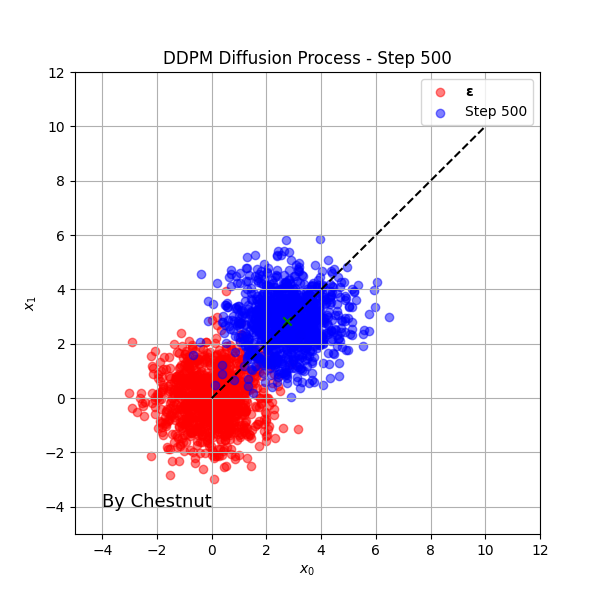 DDPM Diffusion Process - Step 500
ε
Step 500
12
10
8
6
4
2
0
−2
−4
x₁
By Chestnut
−4 −2 0 2 4 6 8 10 12
x₀